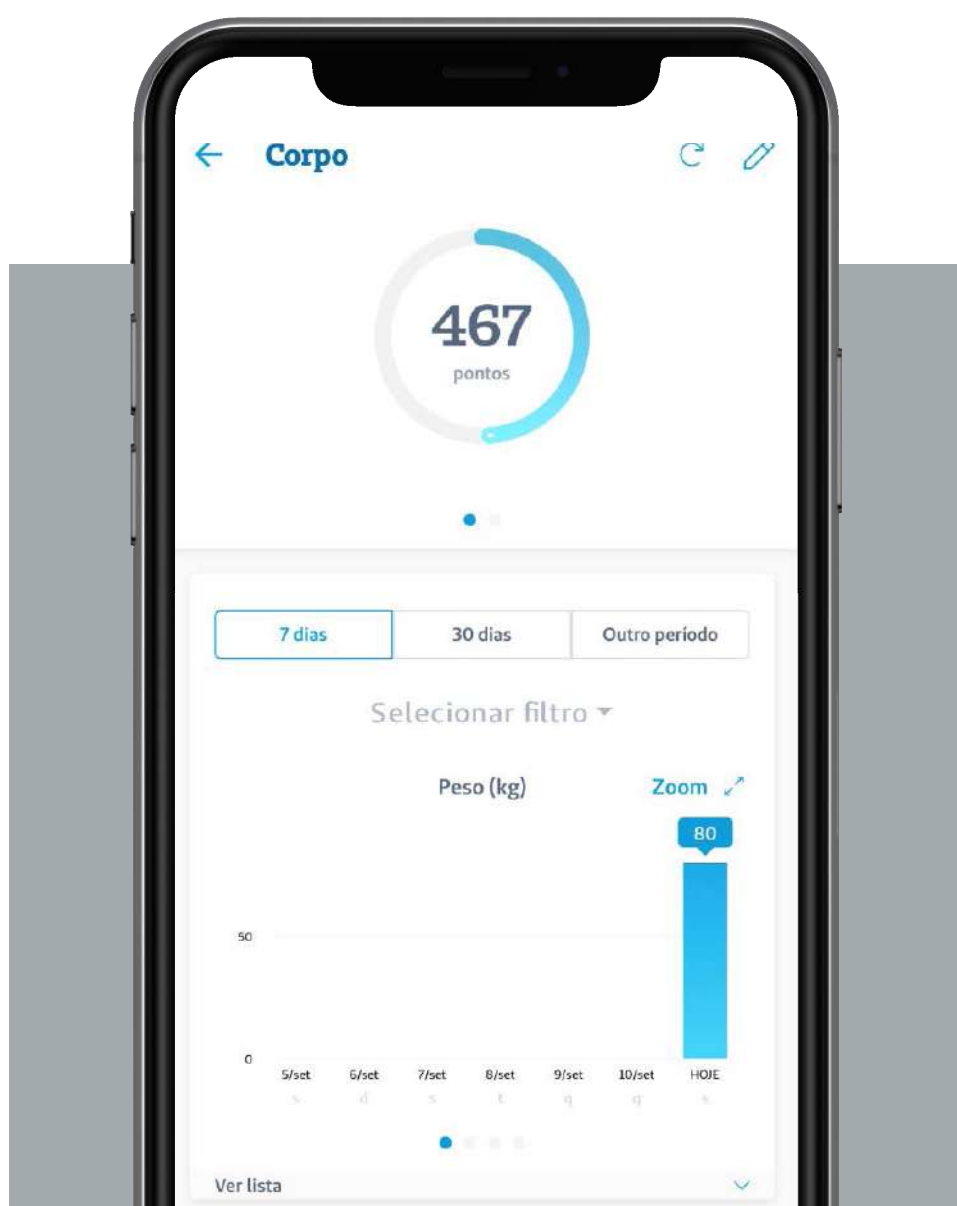 Corpo
467
pontos
7 dias 30 dias Outro período
Selecionar filtro
Peso (kg) Zoom
80
50
0
5/set 6/set 7/set 8/set 9/set 10/set HOJE
s d s t q q s
Ver lista